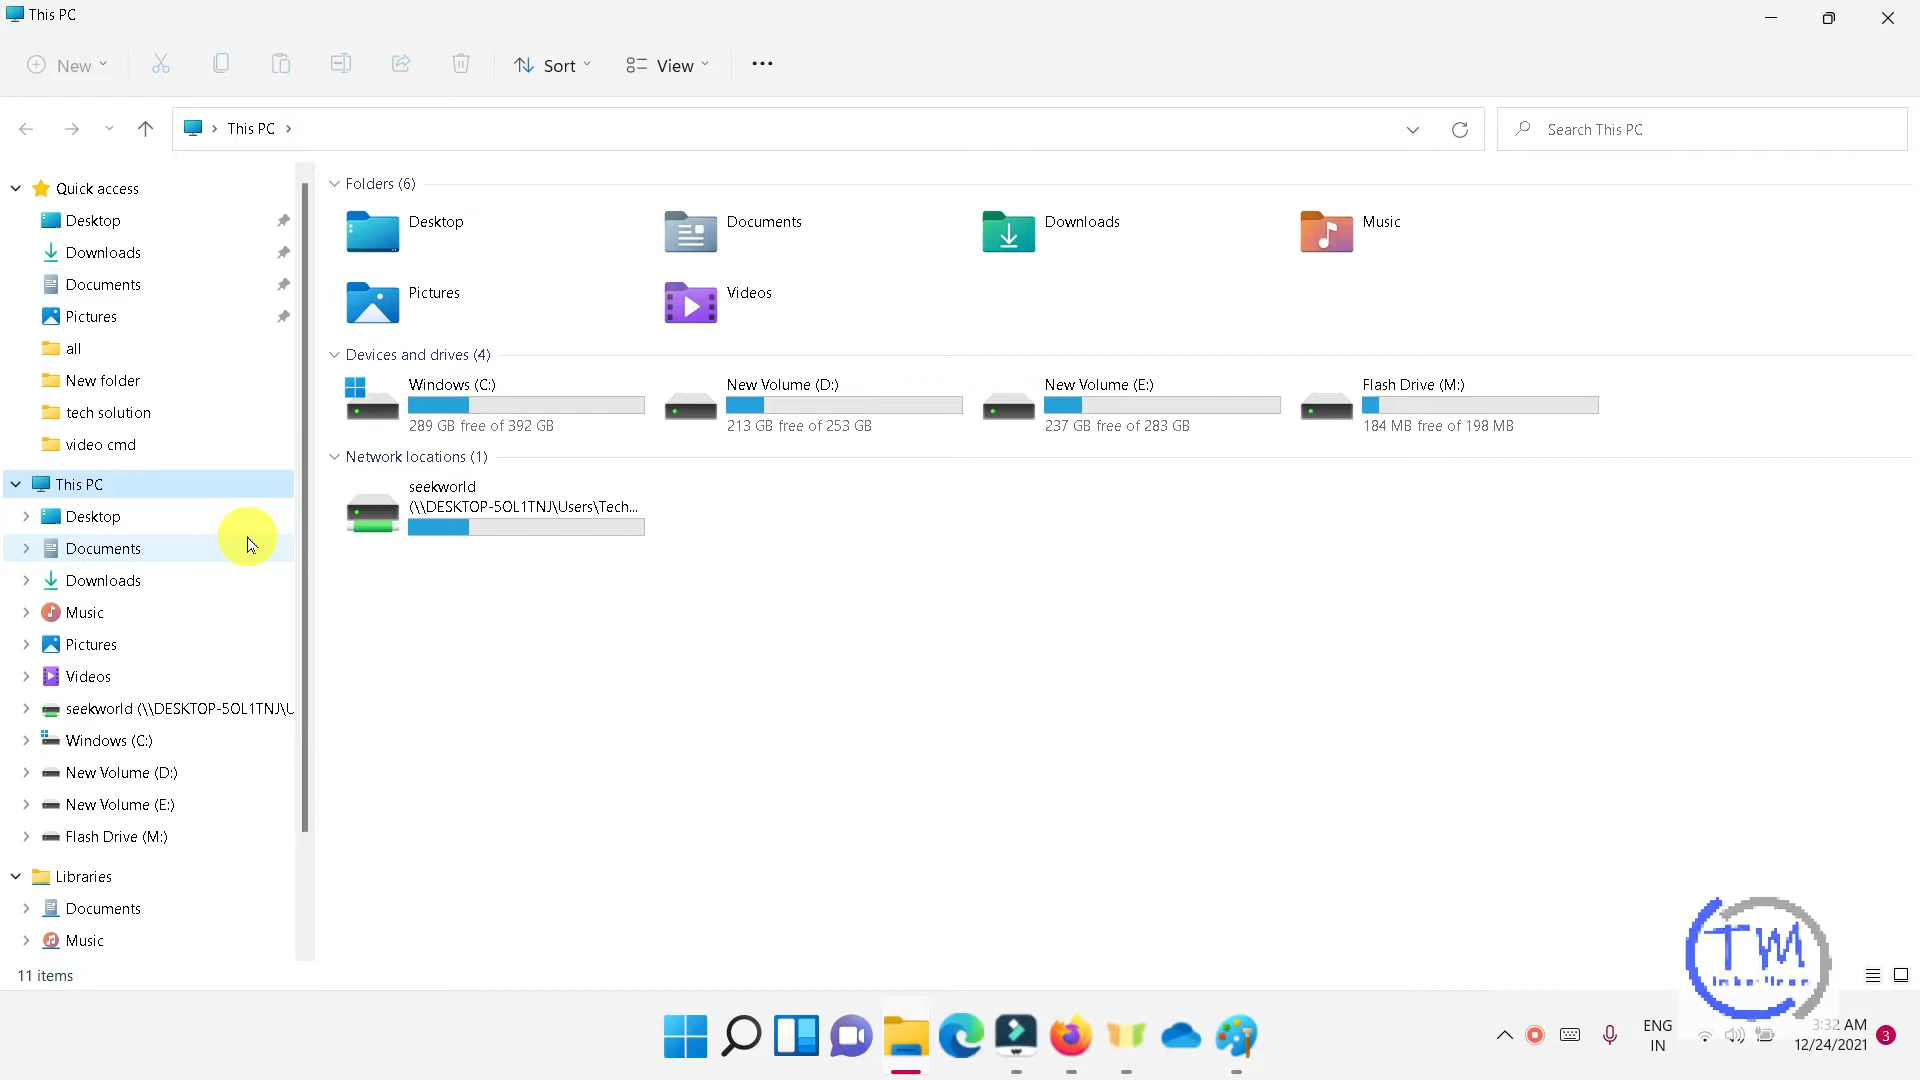 This PC
New
Sort
View
This PC
Search This PC
Quick access
Desktop
Downloads
Documents
Pictures
all
New folder
tech solution
video cmd
This PC
Desktop
Documents
Downloads
Music
Pictures
Videos
seekworld (\\DESKTOP-5OL1TNJ\U
Windows (C:)
New Volume (D:)
New Volume (E:)
Flash Drive (M:)
Libraries
Documents
Music
Folders (6)
Desktop
Documents
Downloads
Music
Pictures
Videos
Devices and drives (4)
Windows (C:)
289 GB free of 392 GB
New Volume (D:)
213 GB free of 253 GB
New Volume (E:)
237 GB free of 283 GB
Flash Drive (M:)
184 MB free of 198 MB
Network locations (1)
seekworld
(\\DESKTOP-5OL1TNJ\Users\Tech...
11 items
TM
ENG
IN
3:32 AM
12/24/2021
3